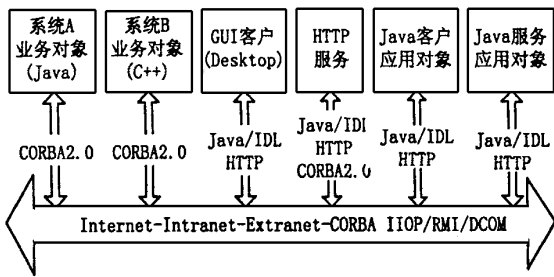 系统A
业务对象
(Java)
系统B
业务对象
(C++)
GUI客户
(Desktop)
HTTP
服务
Java客户
应用对象
Java服务
应用对象
CORBA2.0
CORBA2.0
Java/IDL
HTTP
Java/IDI
HTTP
CORBA2.0
Java/IDL
HTTP
Java/IDL
HTTP
Internet-Intranet-Extranet-CORBA IIOP/RMI/DCOM